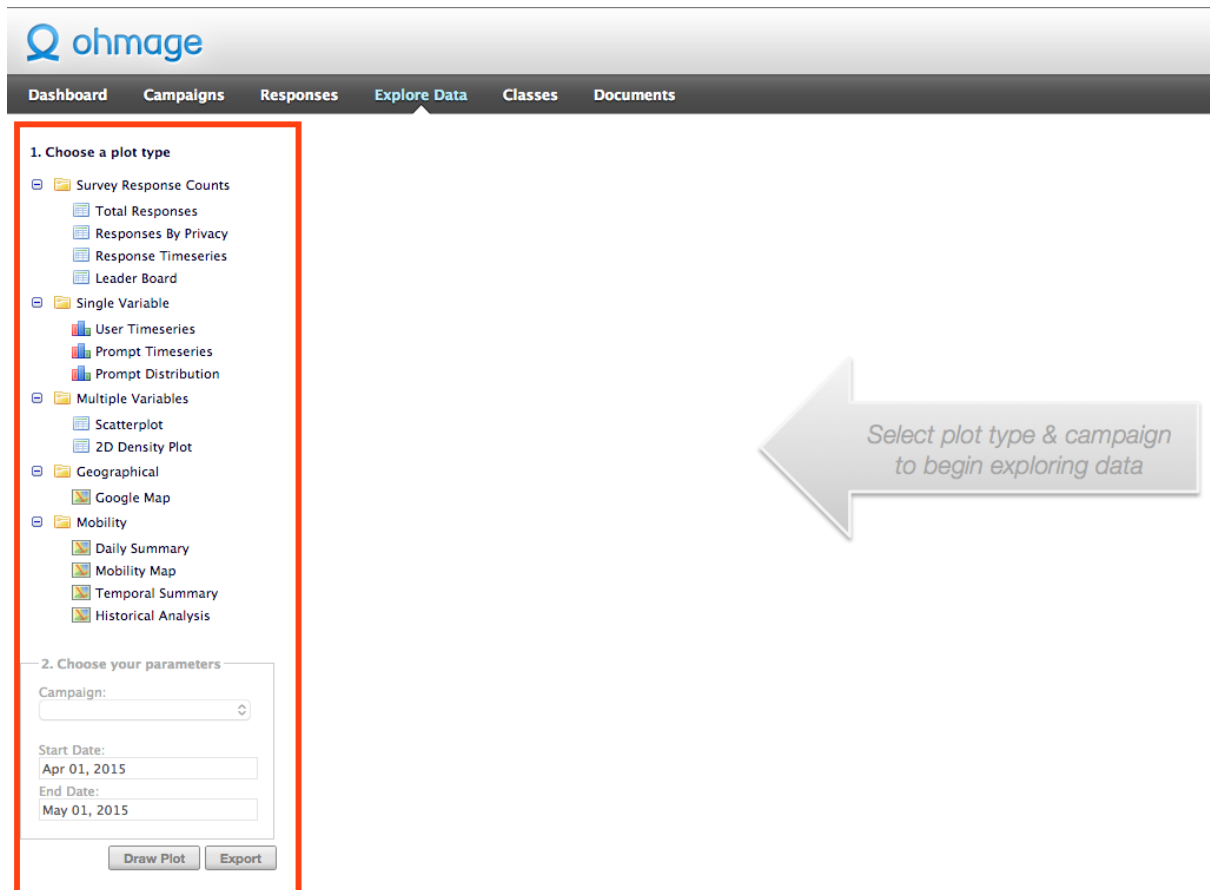 ohmage
Dashboard Campaigns Responses Explore Data Classes Documents
1. Choose a plot type
Survey Response Counts
Total Responses
Responses By Privacy
Response Timeseries
Leader Board
Single Variable
User Timeseries
Prompt Timeseries
Prompt Distribution
Multiple Variables
Scatterplot
2D Density Plot
Geographical
Google Map
Mobility
Daily Summary
Mobility Map
Temporal Summary
Historical Analysis
2. Choose your parameters
Campaign:
Start Date:
Apr 01, 2015
End Date:
May 01, 2015
Draw Plot Export
Select plot type & campaign
to begin exploring data